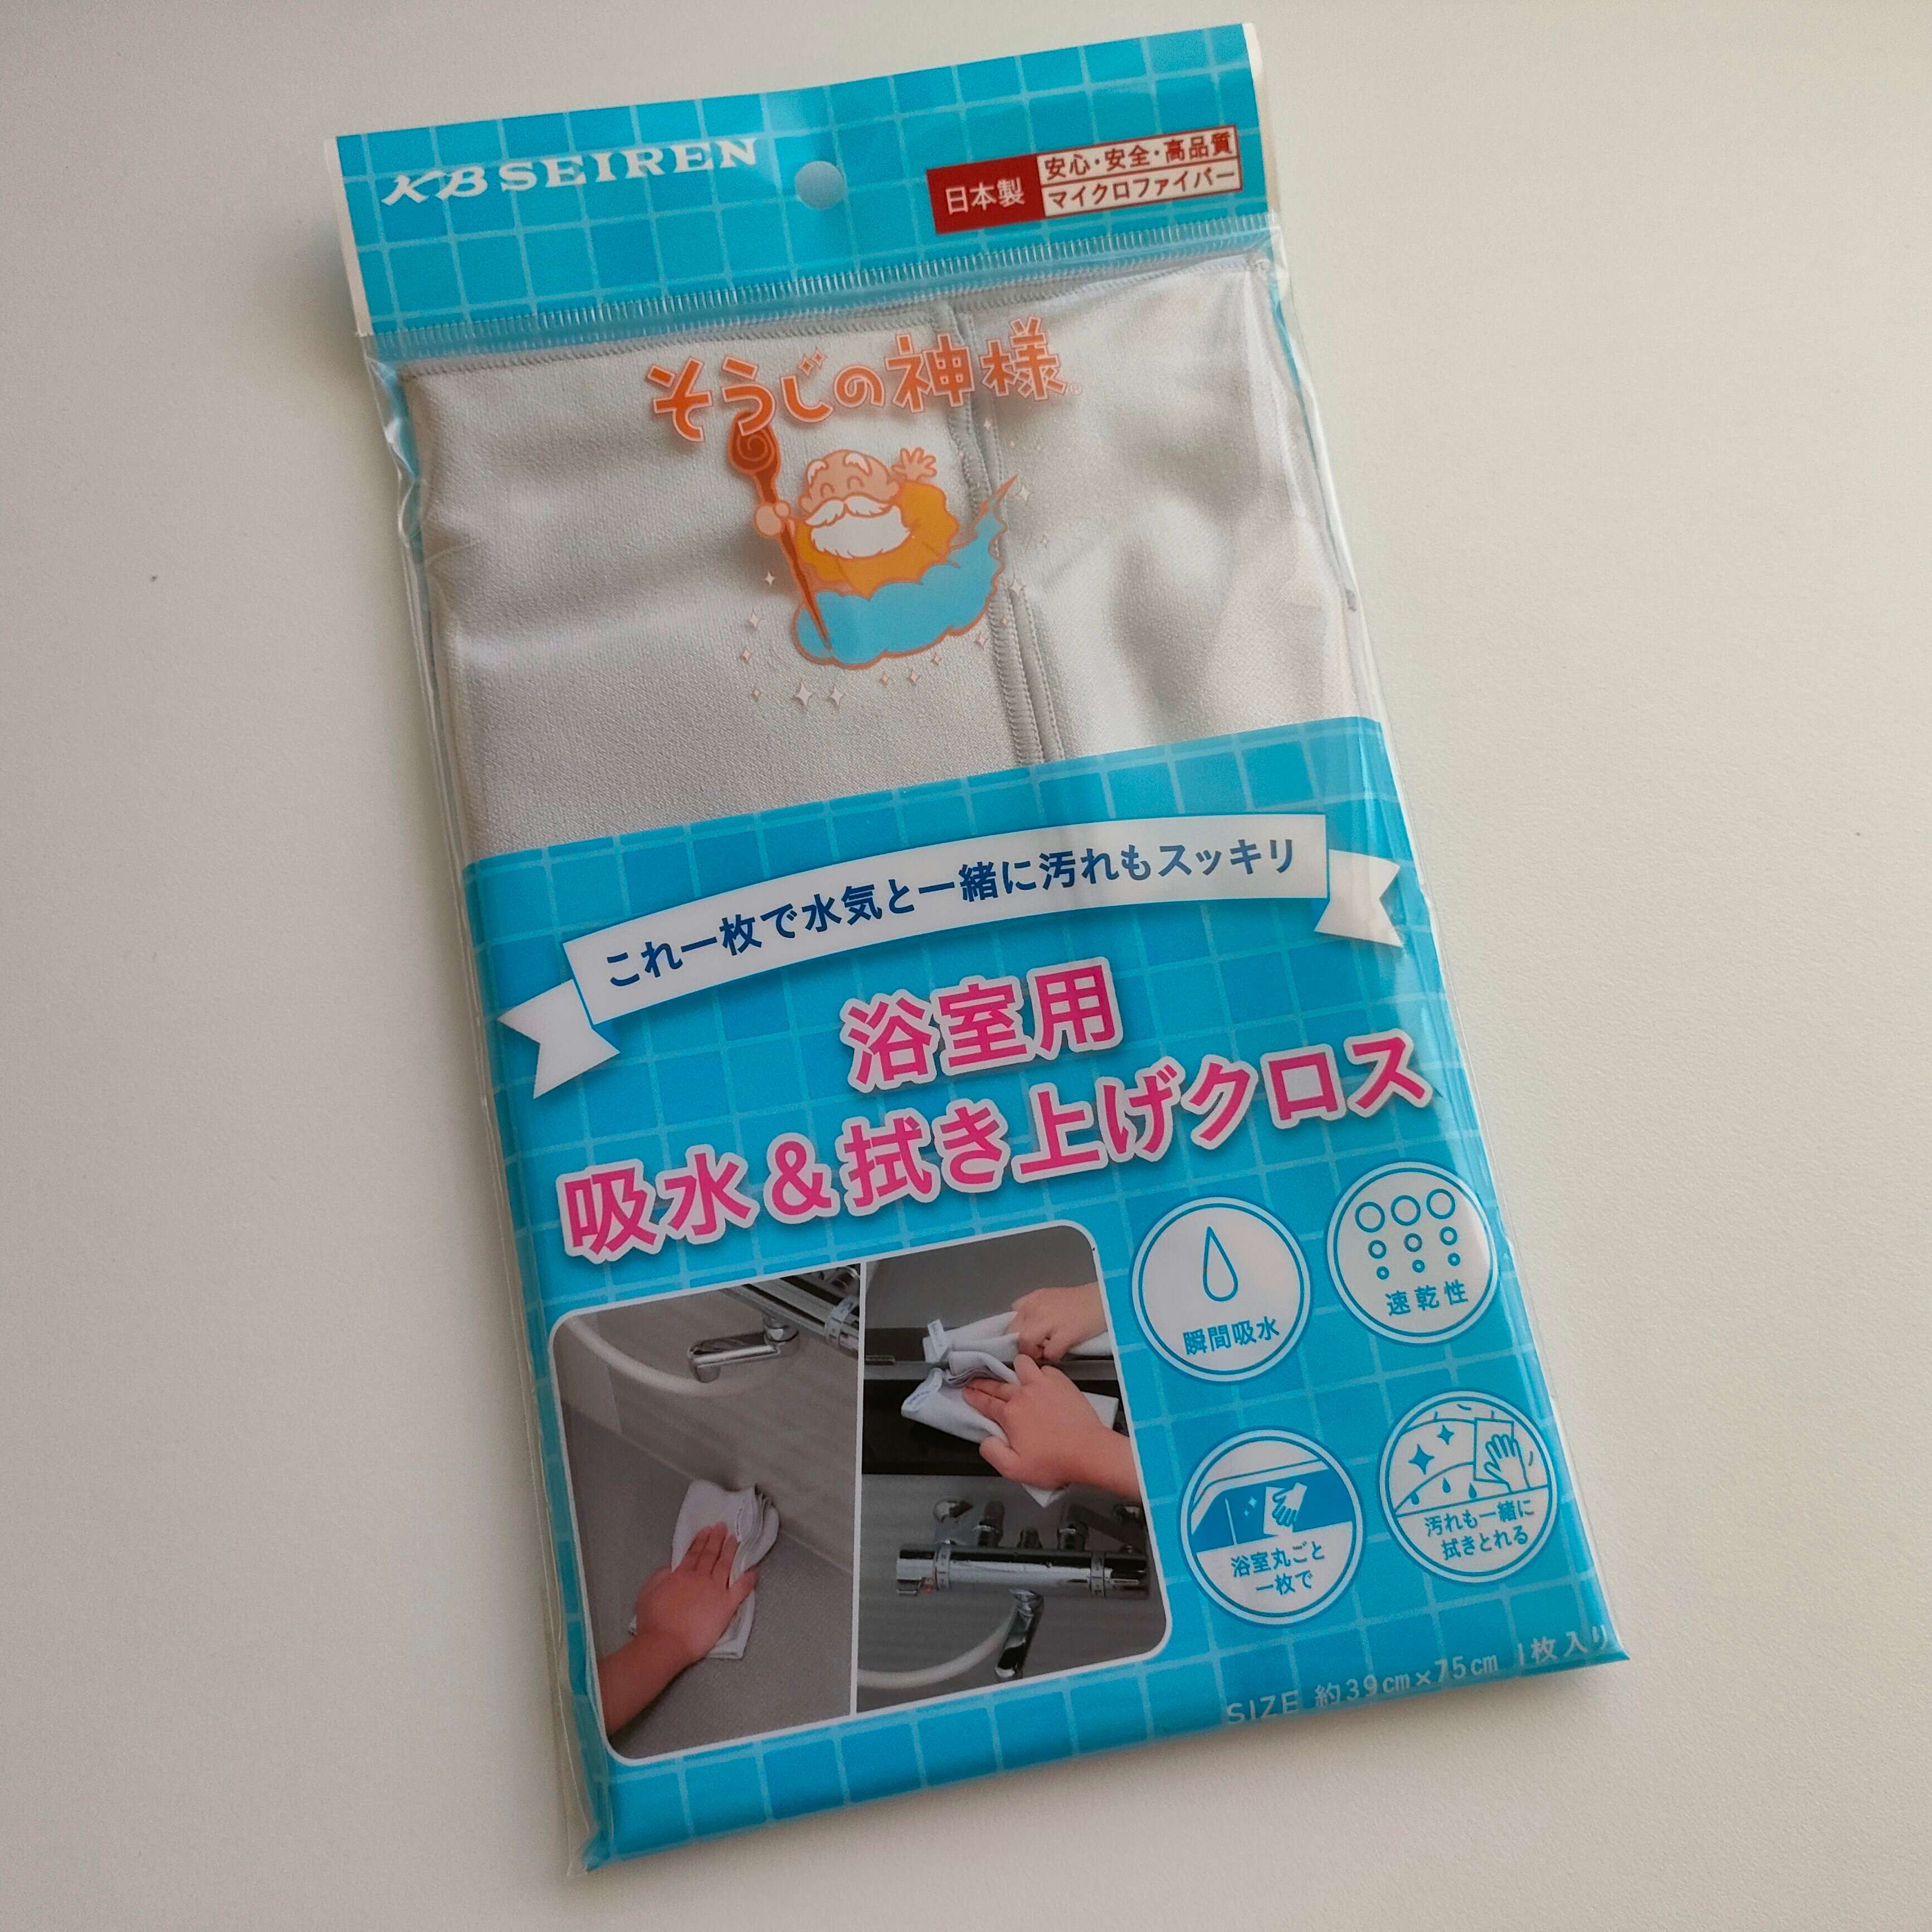 KB SEIREN
日本製
安心・安全・高品質
マイクロファイバー
そうじの神様
これ一枚で水気と一緒に汚れもスッキリ
浴室用
吸水&拭き上げクロス
瞬間吸水
速乾性
浴室丸ごと
一枚で
汚れも一緒に
拭きとれる
SIZE 約39cm×75cm 1枚入り